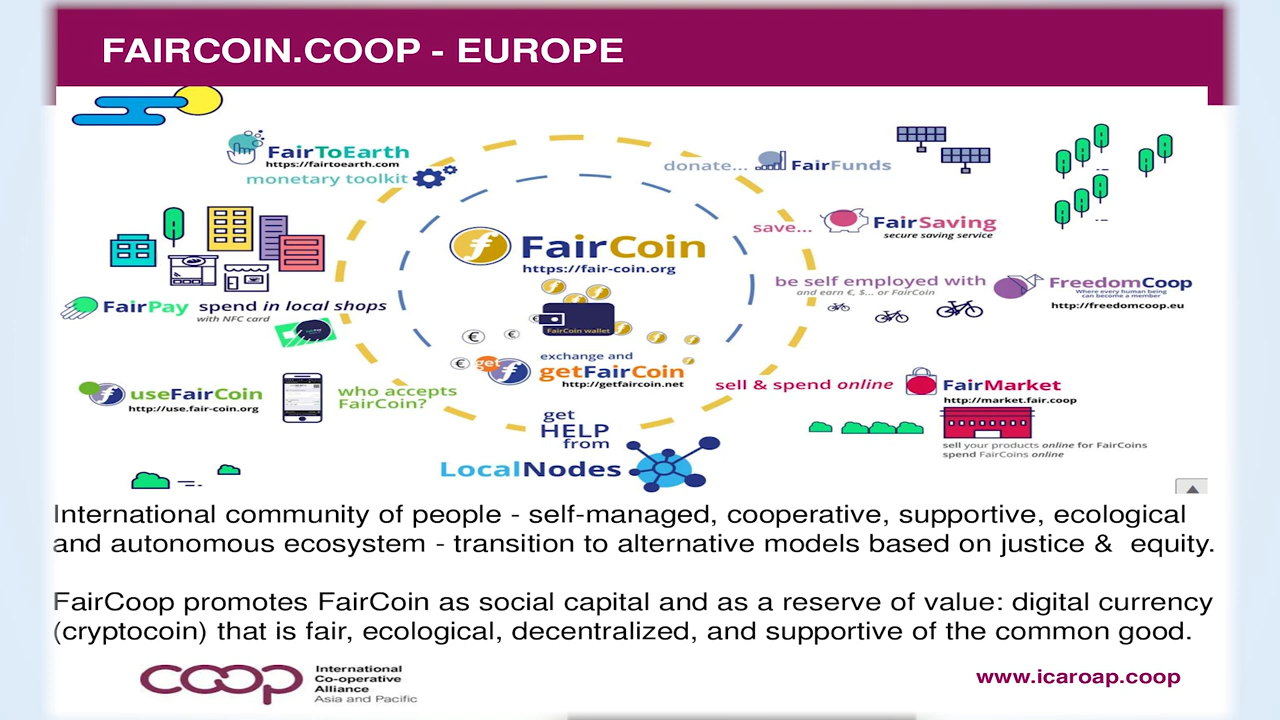 FAIRCOIN.COOP - EUROPE
FairToEarth
https://fairtoearth.com
monetary toolkit
donate... FairFunds
save... FairSaving
secure saving service
FairCoin
https://fair-coin.org
be self employed with FreedomCoop
and earn €, $... or FairCoin
Where every human being
can become a member
http://freedomcoop.eu
FairPay spend in local shops
with NFC card
FairCoin wallet
€
€
€
€
exchange and
get
getFairCoin
http://getfaircoin.net
useFairCoin
http://use.fair-coin.org
who accepts
FairCoin?
sell & spend online FairMarket
http://market.fair.coop
sell your products online for FairCoins
spend FairCoins online
get
HELP
from
LocalNodes
International community of people - self-managed, cooperative, supportive, ecological
and autonomous ecosystem - transition to alternative models based on justice & equity.
FairCoop promotes FairCoin as social capital and as a reserve of value: digital currency
(cryptocoin) that is fair, ecological, decentralized, and supportive of the common good.
coop
International
Co-operative
Alliance
Asia and Pacific
www.icaroap.coop